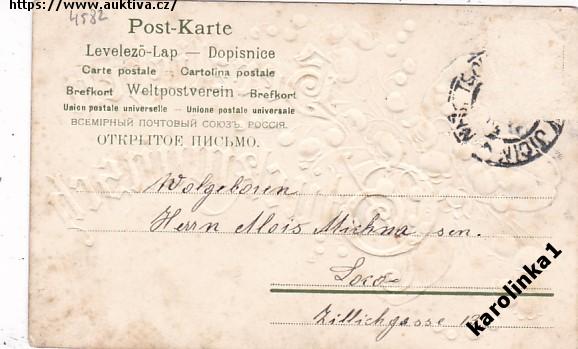 https://www.auktiva.cz/
4582
Post-Karte
Levelező-Lap — Dopisnice
Carte postale — Cartolina postale
Brefkort Weltpostverein — Brefkort
Union postale universelle — Unione postale universale
ВСЕМІРНЫЙ ПОЧТОВЫЙ СОЮЗЪ. РОССІЯ.
ОТКРЫТОЕ ПИСЬМО.
Wolgeboren
Herrn Alois Michna sen.
Loco
Zillichgasse
karolinka1